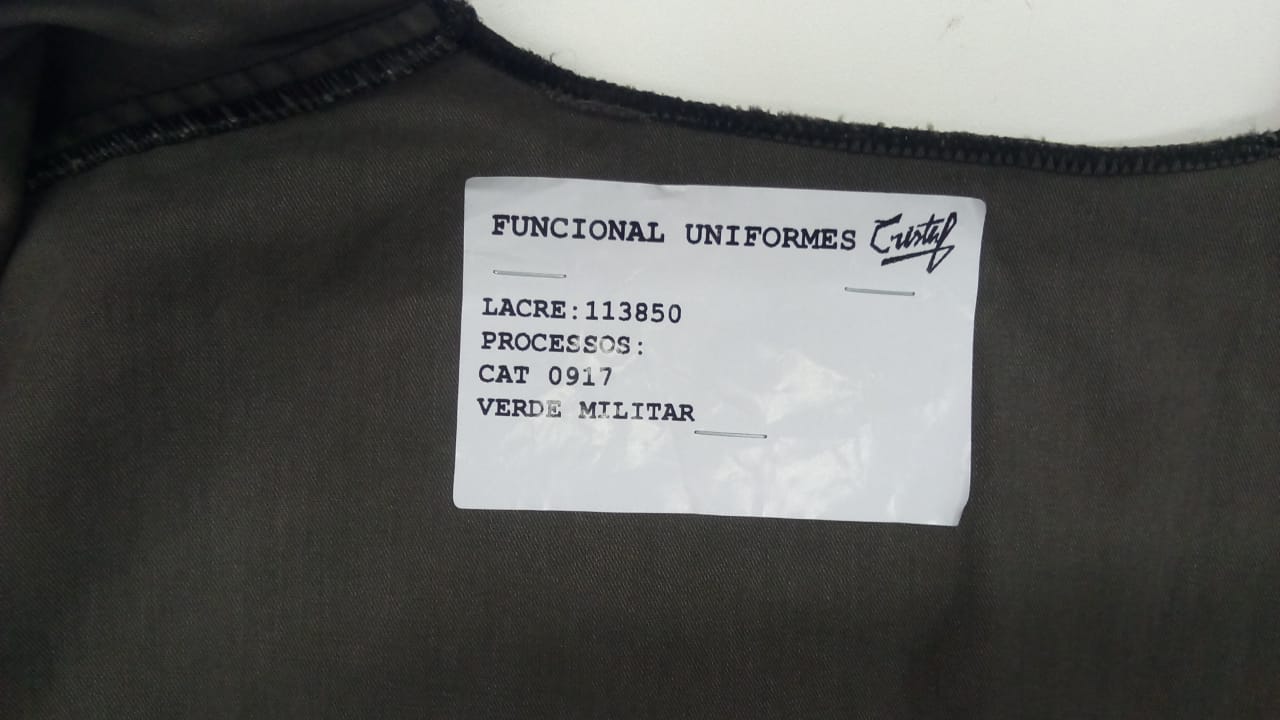 FUNCIONAL UNIFORMES Cristal
LACRE:113850
PROCESSOS:
CAT 0917
VERDE MILITAR